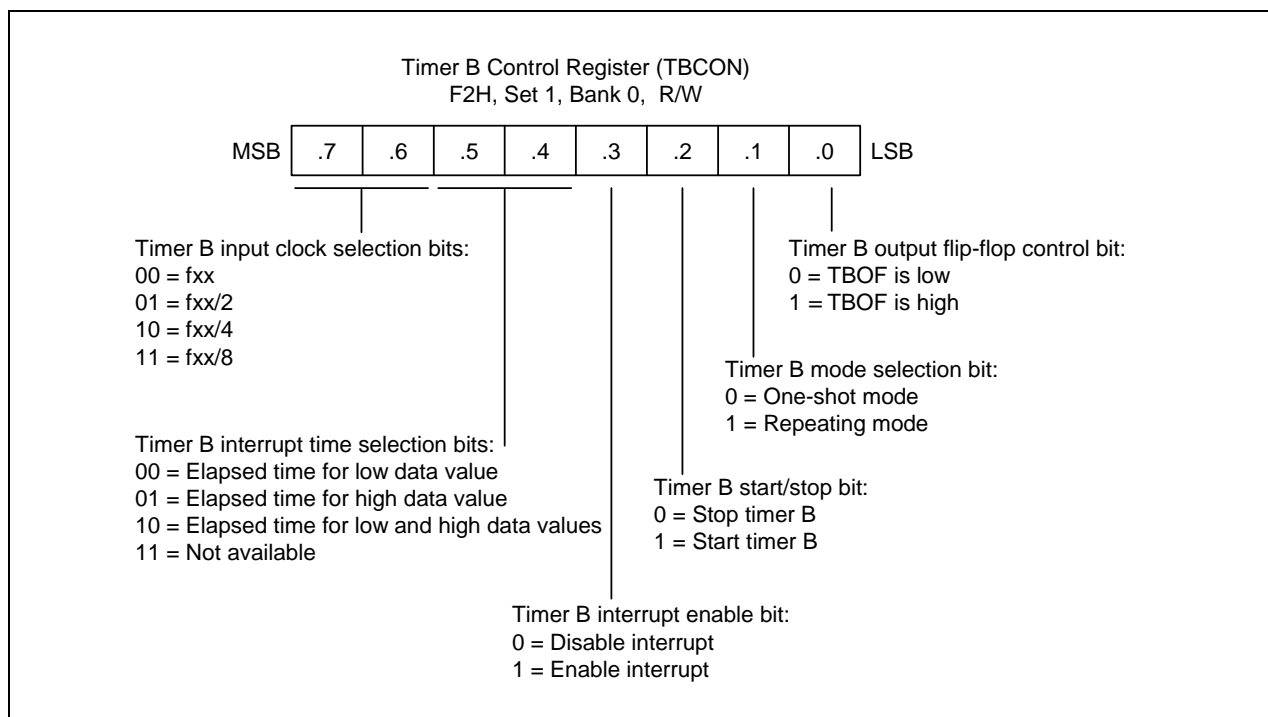 Timer B Control Register (TBCON)
F2H, Set 1, Bank 0, R/W
MSB .7 .6 .5 .4 .3 .2 .1 .0 LSB
Timer B input clock selection bits:
00 = fxx
01 = fxx/2
10 = fxx/4
11 = fxx/8
Timer B output flip-flop control bit:
0 = TBOF is low
1 = TBOF is high
Timer B mode selection bit:
0 = One-shot mode
1 = Repeating mode
Timer B interrupt time selection bits:
00 = Elapsed time for low data value
01 = Elapsed time for high data value
10 = Elapsed time for low and high data values
11 = Not available
Timer B start/stop bit:
0 = Stop timer B
1 = Start timer B
Timer B interrupt enable bit:
0 = Disable interrupt
1 = Enable interrupt